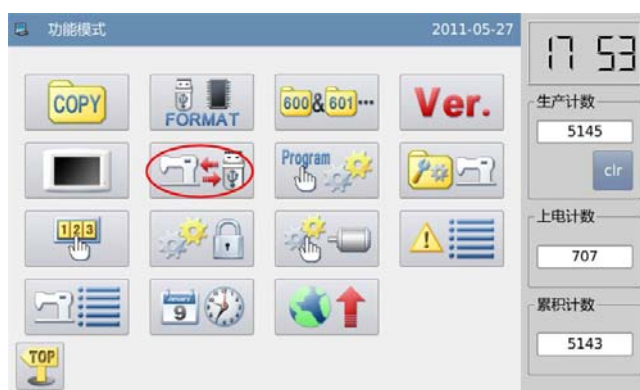 功能模式 2011-05-27
17 53
COPY
FORMAT
600&601...
Ver.
生产计数
5145
clr
Program
123
上电计数
707
January
9
累积计数
5143
TOP